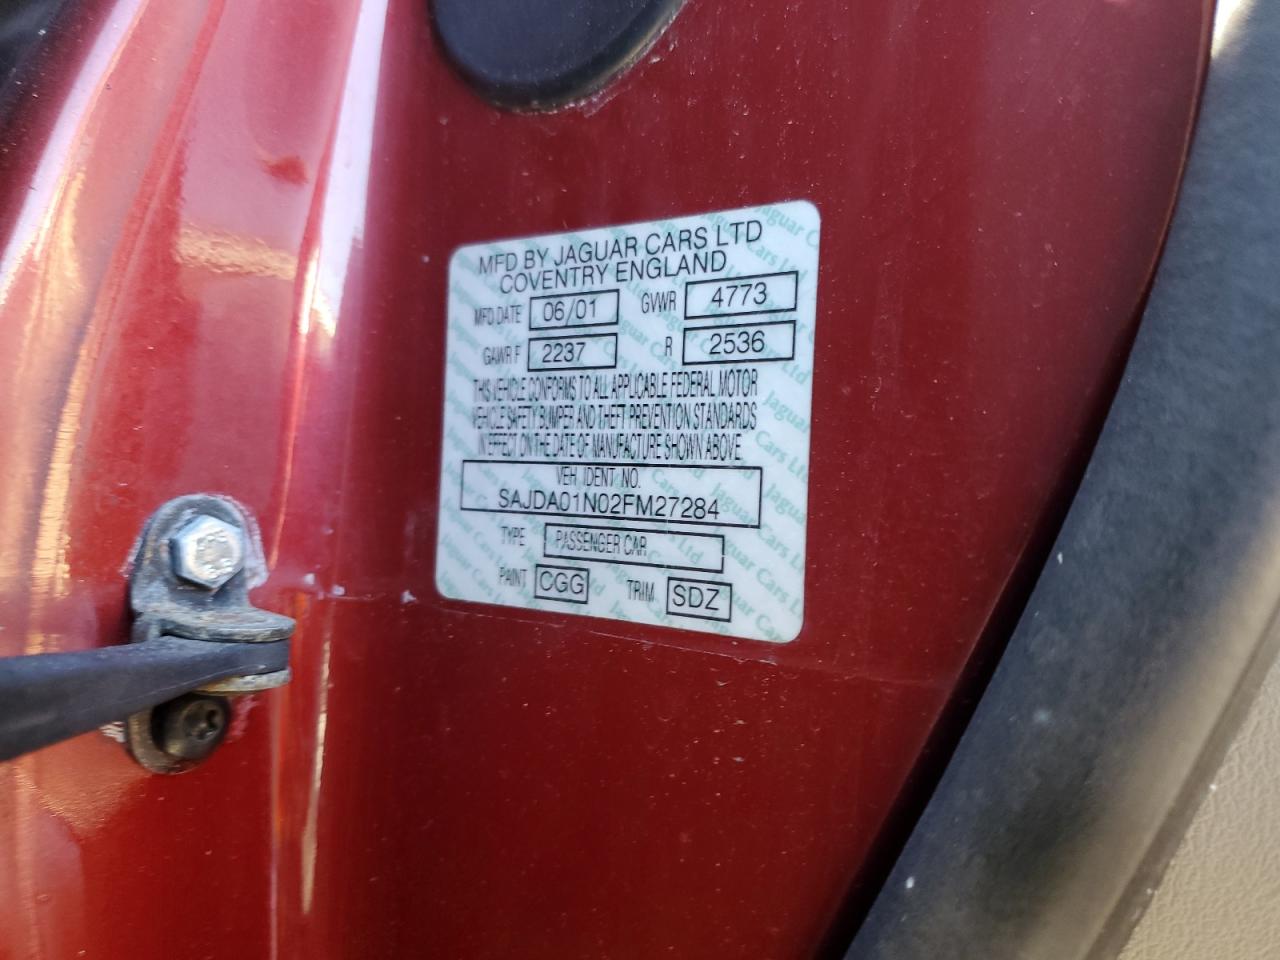 MFD BY JAGUAR CARS LTD
COVENTRY ENGLAND
MFD DATE 06/01 GVWR 4773
GAWR F 2237 R 2536
THIS VEHICLE CONFORMS TO ALL APPLICABLE FEDERAL MOTOR
VEHICLE SAFETY BUMPER AND THEFT PREVENTION STANDARDS
IN EFFECT ON THE DATE OF MANUFACTURE SHOWN ABOVE
VEH IDENT NO.
SAJDA01N02FM27284
TYPE PASSENGER CAR
PAINT CGG TRIM SDZ